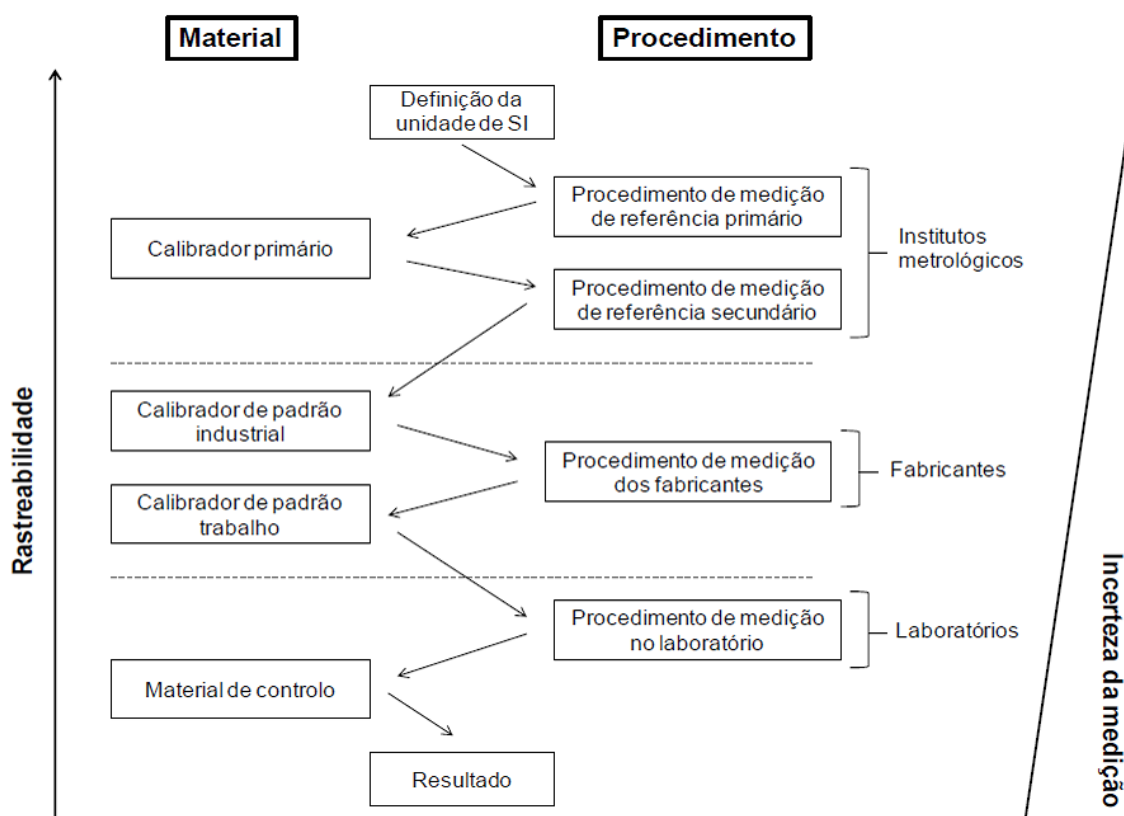 Material
Procedimento
Definição da
unidade de SI
Procedimento de medição
de referência primário
Calibrador primário
Institutos
metrológicos
Procedimento de medição
de referência secundário
Calibrador de padrão
industrial
Procedimento de medição
dos fabricantes
Fabricantes
Calibrador de padrão
trabalho
Procedimento de medição
no laboratório
Laboratórios
Material de controlo
Resultado
Rastreabilidade
Incerteza da medição